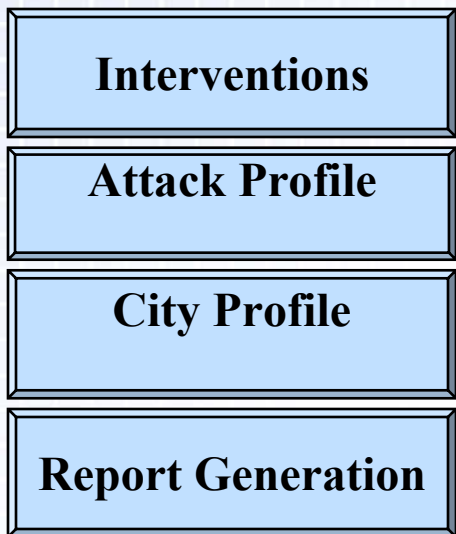 Interventions
Attack Profile
City Profile
Report Generation